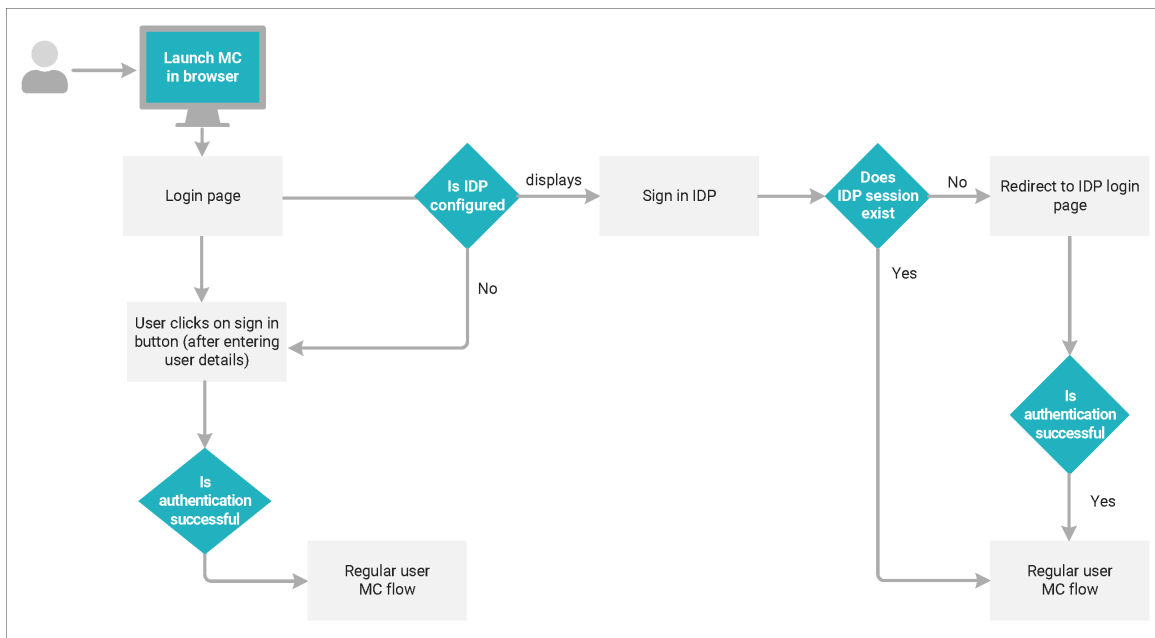 Launch MC
in browser
Login page
Is IDP
configured
displays
Sign in IDP
Does
IDP session
exist
No
Redirect to IDP login
page
Yes
No
User clicks on sign in
button (after entering
user details)
Is
authentication
successful
Yes
Is
authentication
successful
Regular user
MC flow
Regular user
MC flow